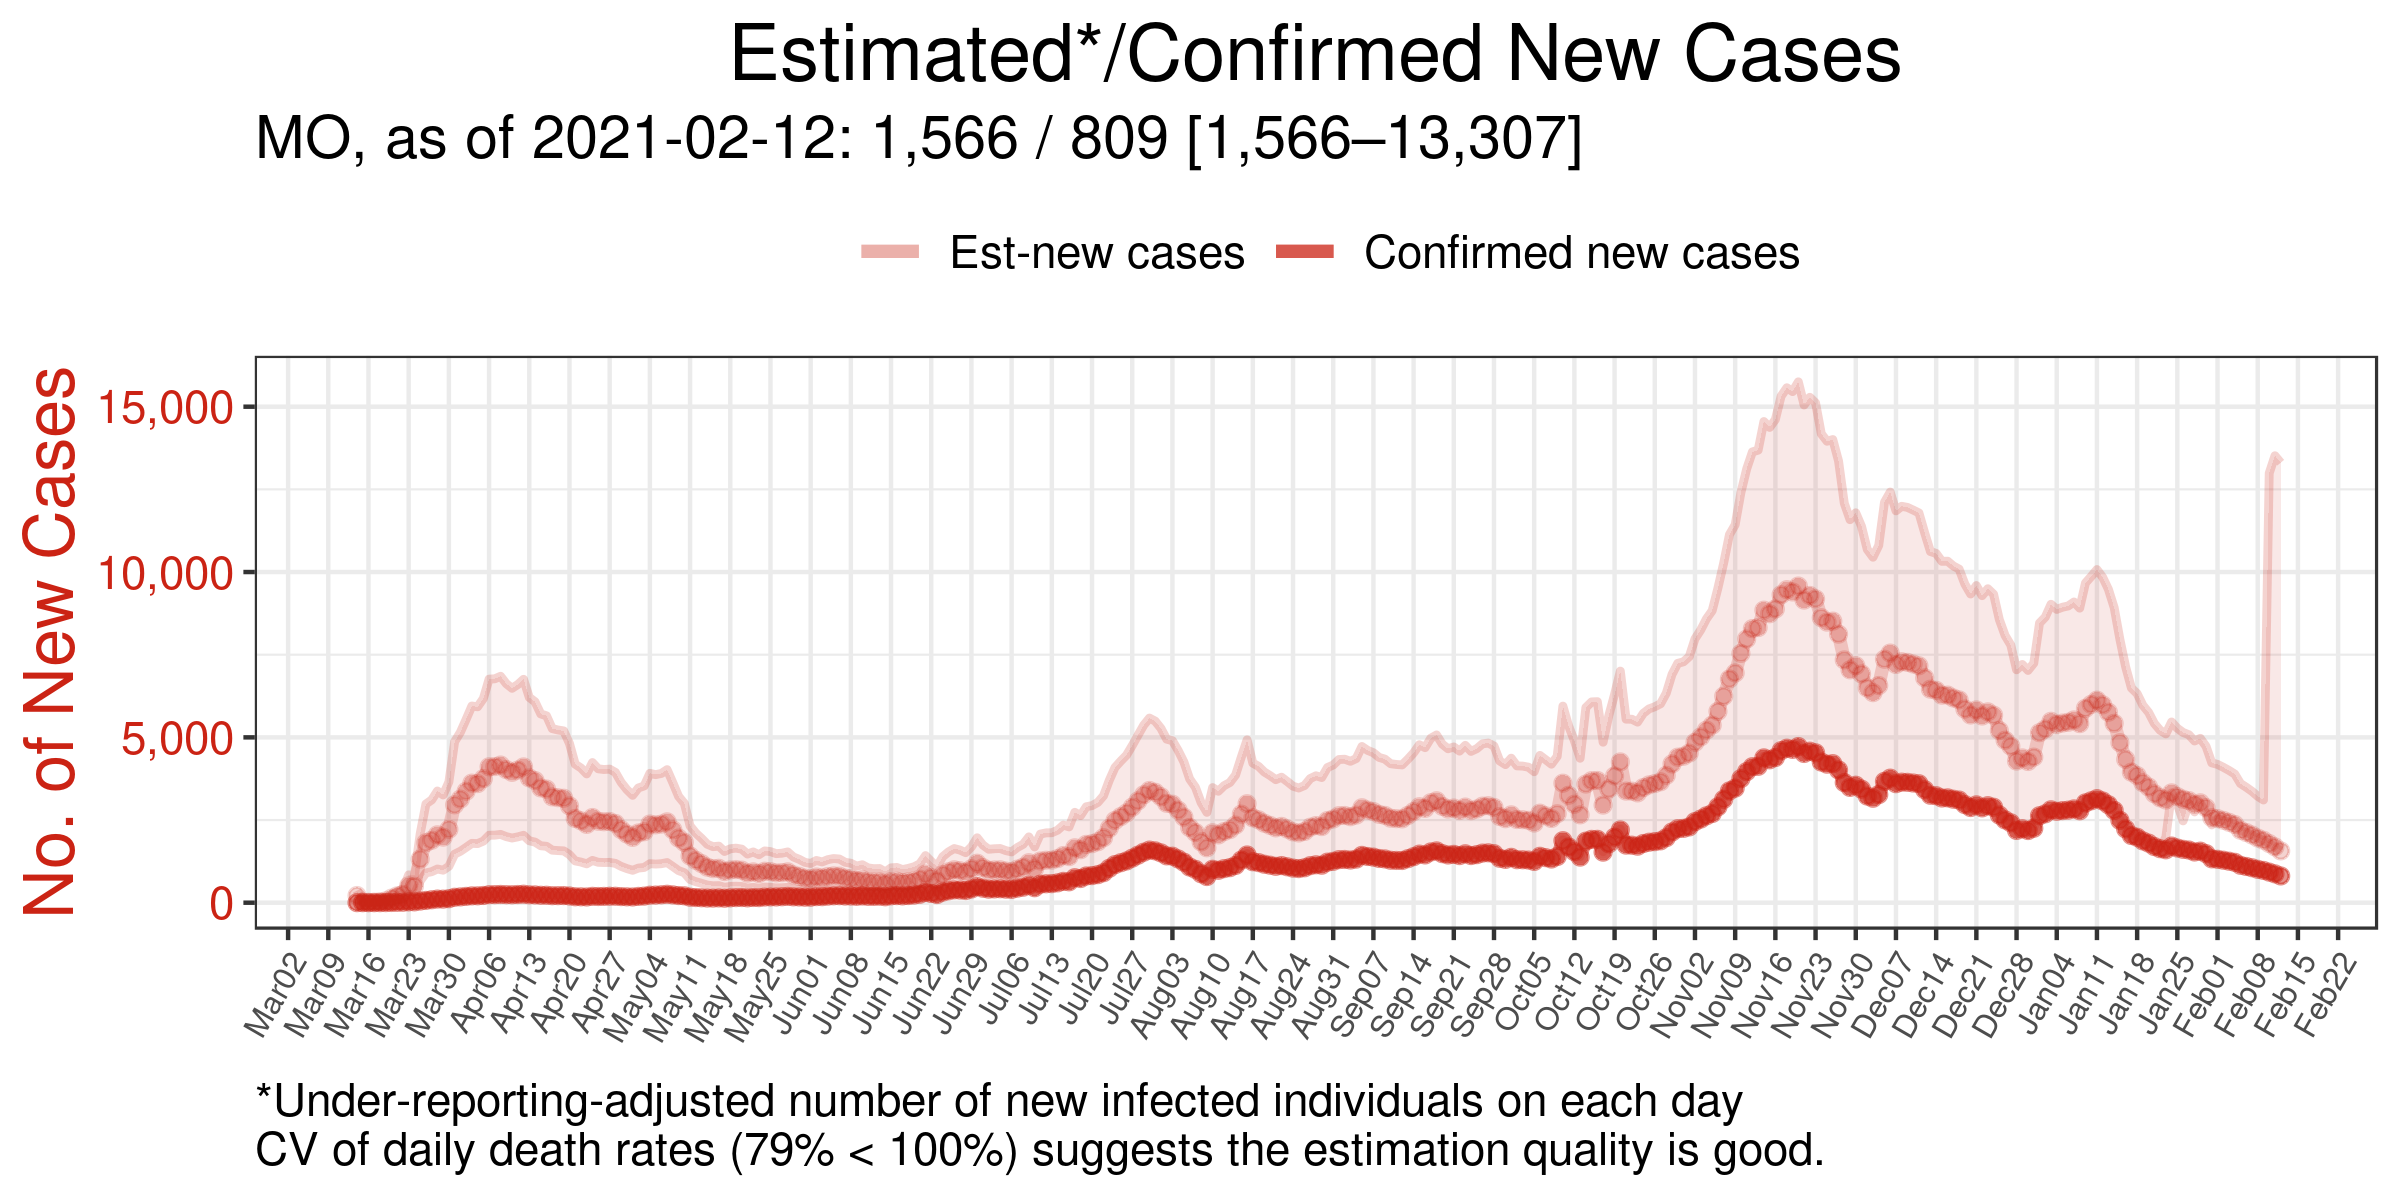 Estimated*/Confirmed New Cases
MO, as of 2021-02-12: 1,566 / 809 [1,566–13,307]
Est-new cases
Confirmed new cases
No. of New Cases
15,000
10,000
5,000
0
Mar02
Mar09
Mar16
Mar23
Mar30
Apr06
Apr13
Apr20
Apr27
May04
May11
May18
May25
Jun01
Jun08
Jun15
Jun22
Jun29
Jul06
Jul13
Jul20
Jul27
Aug03
Aug10
Aug17
Aug24
Aug31
Sep07
Sep14
Sep21
Sep28
Oct05
Oct12
Oct19
Oct26
Nov02
Nov09
Nov16
Nov23
Nov30
Dec07
Dec14
Dec21
Dec28
Jan04
Jan11
Jan18
Jan25
Feb01
Feb08
Feb15
Feb22
*Under-reporting-adjusted number of new infected individuals on each day
CV of daily death rates (79% < 100%) suggests the estimation quality is good.